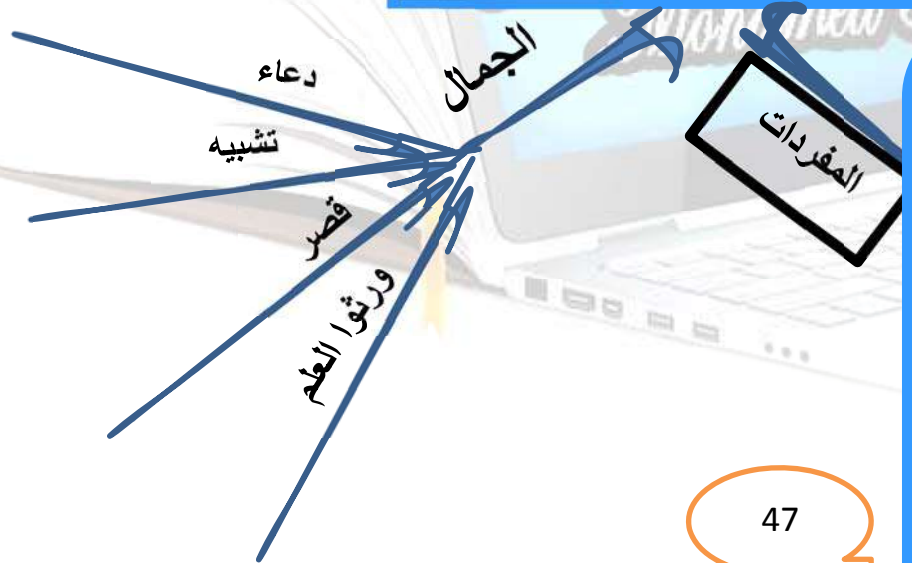 الجمال
المفردات
دعاء
تشبيه
قصر
ورثوا العلم
47